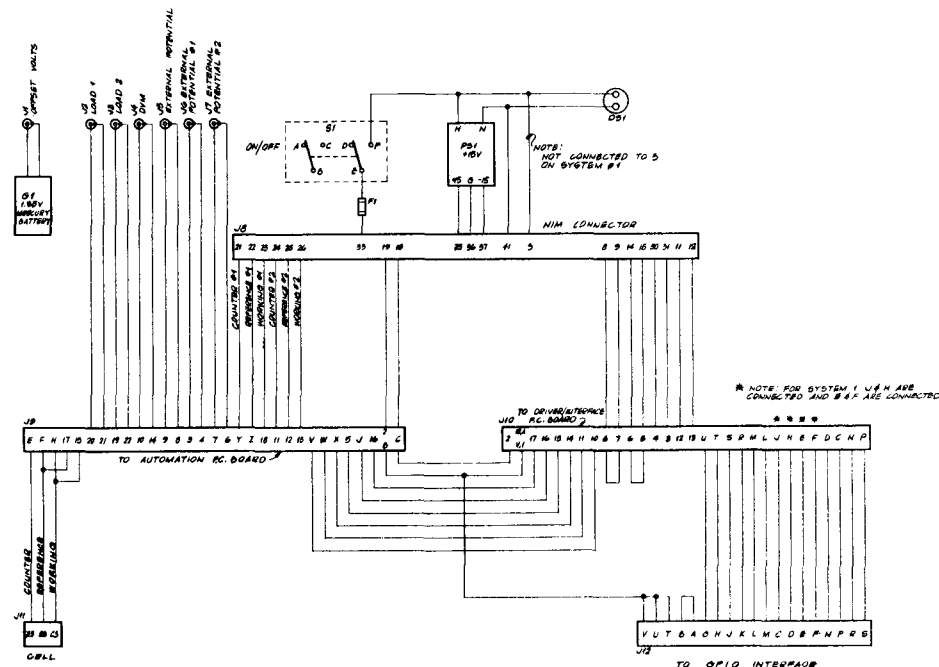 J1
OFFSET VOLTS
J2
LOAD 1
J3
LOAD 2
J4
DVM
J5
EXTERNAL POTENTIAL
J6 EXTERNAL
POTENTIAL #1
J7 EXTERNAL
POTENTIAL #2
G1
1.35V
MERCURY
BATTERY
S1
ON/OFF
A C D F
B E
F1
H N
PS1
±15V
45 G -15
DS1
NOTE:
NOT CONNECTED TO 5
ON SYSTEM #1
J8
NIM CONNECTOR
21 22 23 24 25 26 33 19 18 35 36 37 41 5 8 9 14 15 30 31 11 12
COUNTER #1
REFERENCE #1
WORKING #1
COUNTER #2
REFERENCE #2
WORKING #2
* NOTE: FOR SYSTEM 1 J & H ARE
CONNECTED AND E & F ARE CONNECTED
* * * *
J9
E F H 17 18 20 21 19 22 10 14 9 8 3 4 7 6 Y Z 18 11 12 13 V W X 5 J 16
TO AUTOMATION P.C. BOARD
TO DRIVER/INTERFACE
P.C. BOARD
J10
17 16 15 14 11 10 8 7 6 5 4 9 12 13 U T S R M L J H E F D C N P
COUNTER
REFERENCE
WORKING
J11
CELL
V U T B A H J K L M C D E F N P R S
J12
TO GPIO INTERFACE